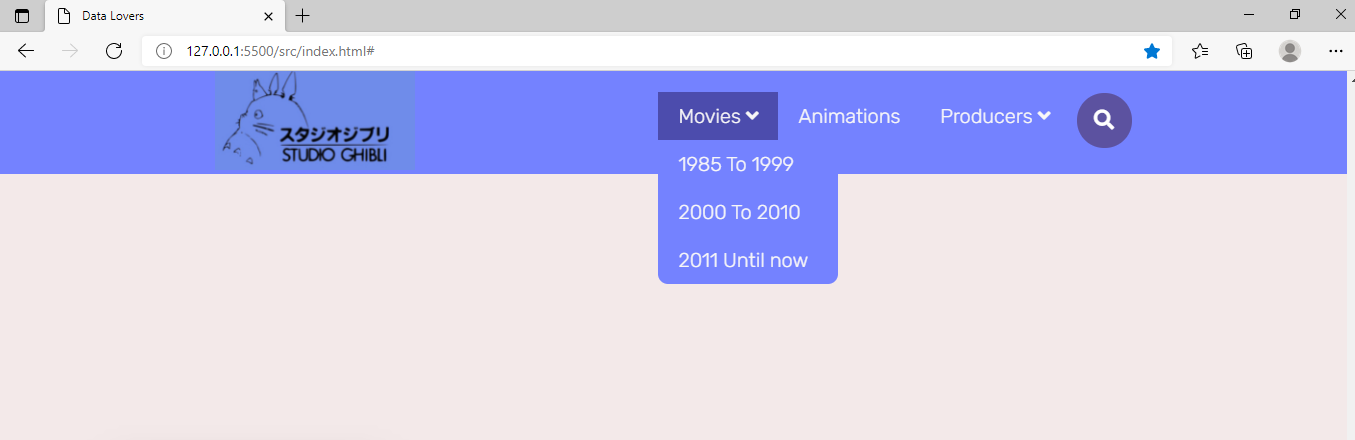 Data Lovers
127.0.0.1:5500/src/index.html#
スタジオジブリ
STUDIO GHIBLI
Movies Animations Producers
1985 To 1999
2000 To 2010
2011 Until now